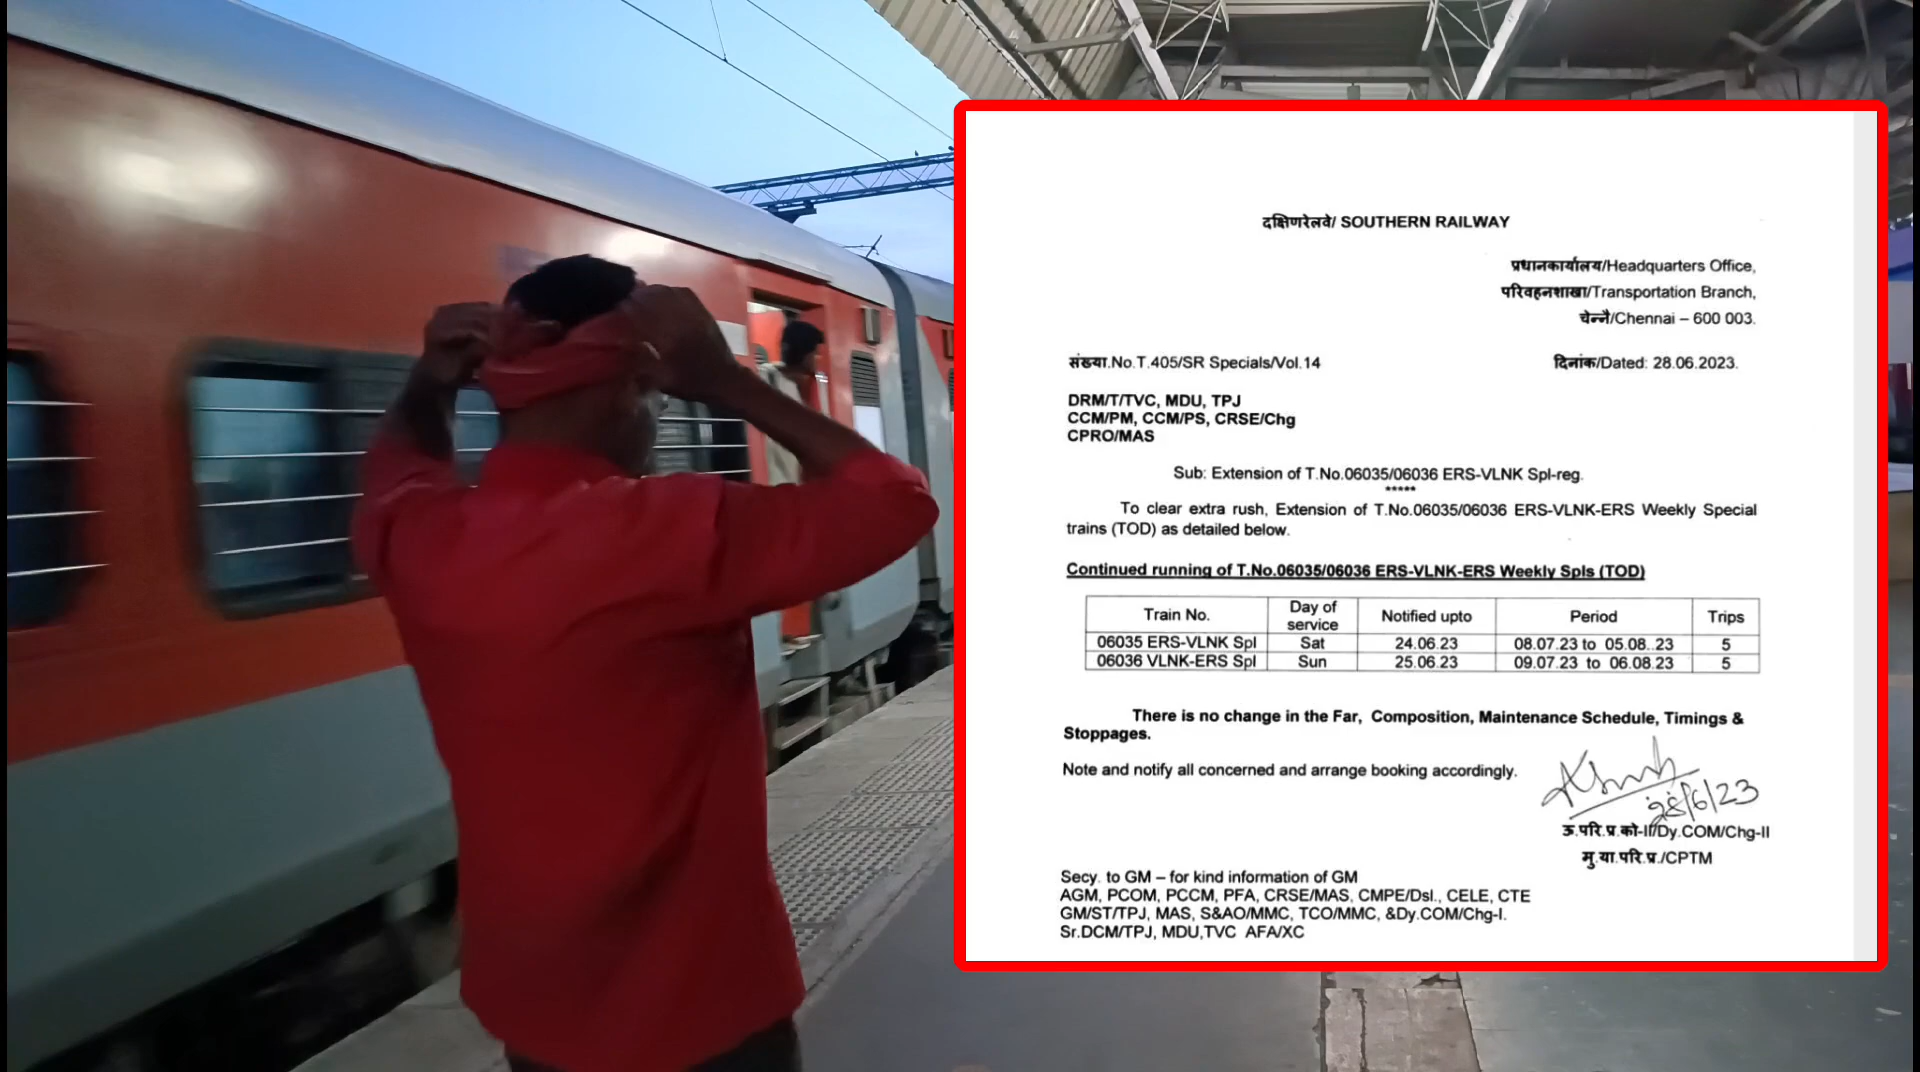 दक्षिणरेलवे/ SOUTHERN RAILWAY
प्रधानकार्यालय/Headquarters Office,
परिवहनशाखा/Transportation Branch,
चेन्नै/Chennai – 600 003.
संख्या.No.T.405/SR Specials/Vol.14 दिनांक/Dated: 28.06.2023.
DRM/T/TVC, MDU, TPJ
CCM/PM, CCM/PS, CRSE/Chg
CPRO/MAS
Sub: Extension of T.No.06035/06036 ERS-VLNK Spl-reg.
*****
To clear extra rush, Extension of T.No.06035/06036 ERS-VLNK-ERS Weekly Special
trains (TOD) as detailed below.
Continued running of T.No.06035/06036 ERS-VLNK-ERS Weekly Spls (TOD)
Train No. Day of service Notified upto Period Trips
06035 ERS-VLNK Spl Sat 24.06.23 08.07.23 to 05.08..23 5
06036 VLNK-ERS Spl Sun 25.06.23 09.07.23 to 06.08.23 5
There is no change in the Far, Composition, Maintenance Schedule, Timings &
Stoppages.
Note and notify all concerned and arrange booking accordingly.
28/6/23
ऊ.परि.प्र.को-II/Dy.COM/Chg-II
मु.या.परि.प्र./CPTM
Secy. to GM – for kind information of GM
AGM, PCOM, PCCM, PFA, CRSE/MAS, CMPE/Dsl., CELE, CTE
GM/ST/TPJ, MAS, S&AO/MMC, TCO/MMC, &Dy.COM/Chg-I.
Sr.DCM/TPJ, MDU,TVC AFA/XC